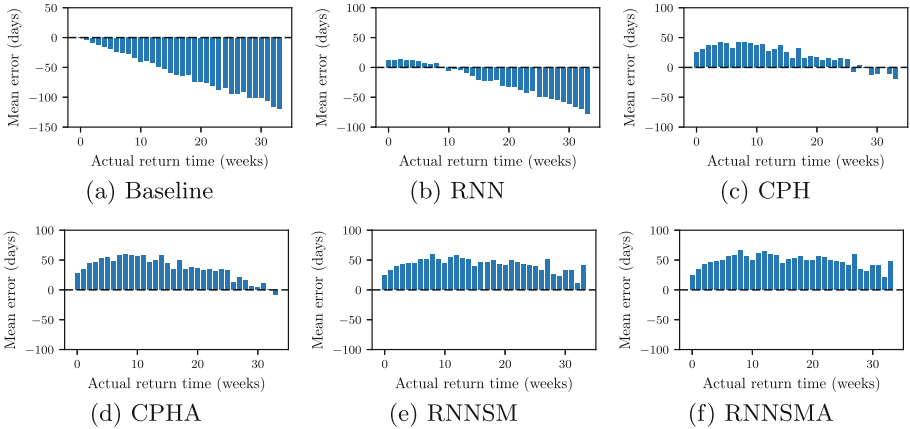 50
0
−50
−100
−150
Mean error (days)
0 10 20 30
Actual return time (weeks)
(a) Baseline
100
50
0
−50
−100
Mean error (days)
0 10 20 30
Actual return time (weeks)
(b) RNN
100
50
0
−50
−100
Mean error (days)
0 10 20 30
Actual return time (weeks)
(c) CPH
100
50
0
−50
−100
Mean error (days)
0 10 20 30
Actual return time (weeks)
(d) CPHA
100
50
0
−50
−100
Mean error (days)
0 10 20 30
Actual return time (weeks)
(e) RNNSM
100
50
0
−50
−100
Mean error (days)
0 10 20 30
Actual return time (weeks)
(f) RNNSMA